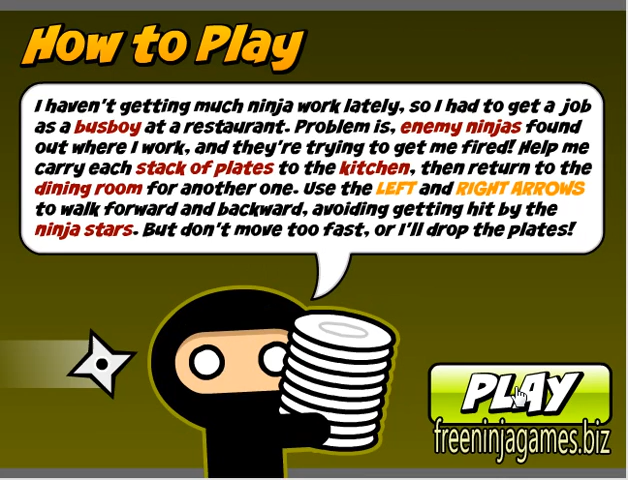 How to Play
I haven't getting much ninja work lately, so I had to get a job
as a busboy at a restaurant. Problem is, enemy ninjas found
out where I work, and they're trying to get me fired! Help me
carry each stack of plates to the kitchen, then return to the
dining room for another one. Use the LEFT and RIGHT ARROWS
to walk forward and backward, avoiding getting hit by the
ninja stars. But don't move too fast, or I'll drop the plates!
PLAY
freeninjagames.biz